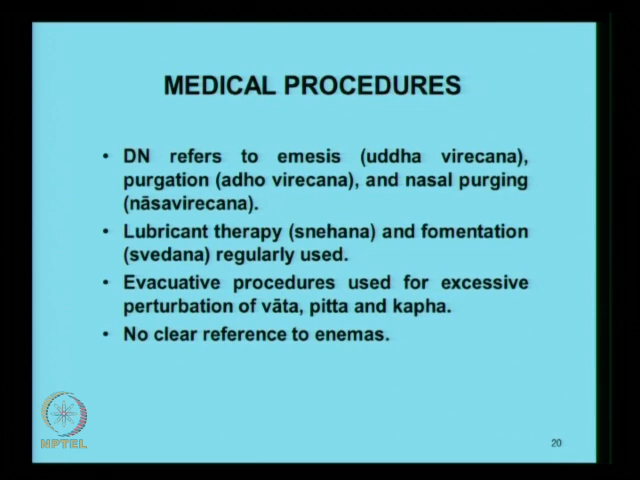 MEDICAL PROCEDURES
• DN refers to emesis (uddha virecana),
purgation (adho virecana), and nasal purging
(nāsavirecana).
• Lubricant therapy (snehana) and fomentation
(svedana) regularly used.
• Evacuative procedures used for excessive
perturbation of vāta, pitta and kapha.
• No clear reference to enemas.
NPTEL
20